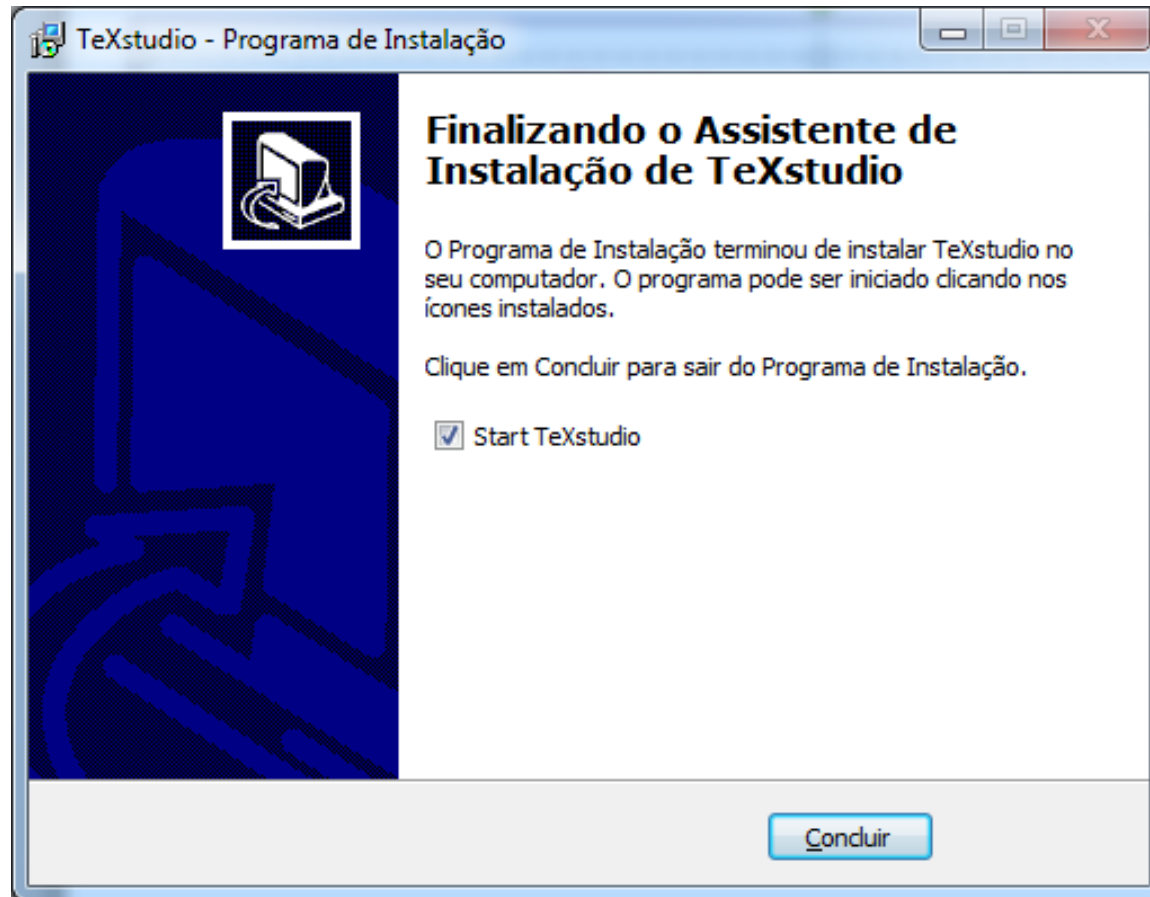 TeXstudio - Programa de Instalação
Finalizando o Assistente de
Instalação de TeXstudio
O Programa de Instalação terminou de instalar TeXstudio no
seu computador. O programa pode ser iniciado clicando nos
ícones instalados.
Clique em Concluir para sair do Programa de Instalação.
Start TeXstudio
Concluir